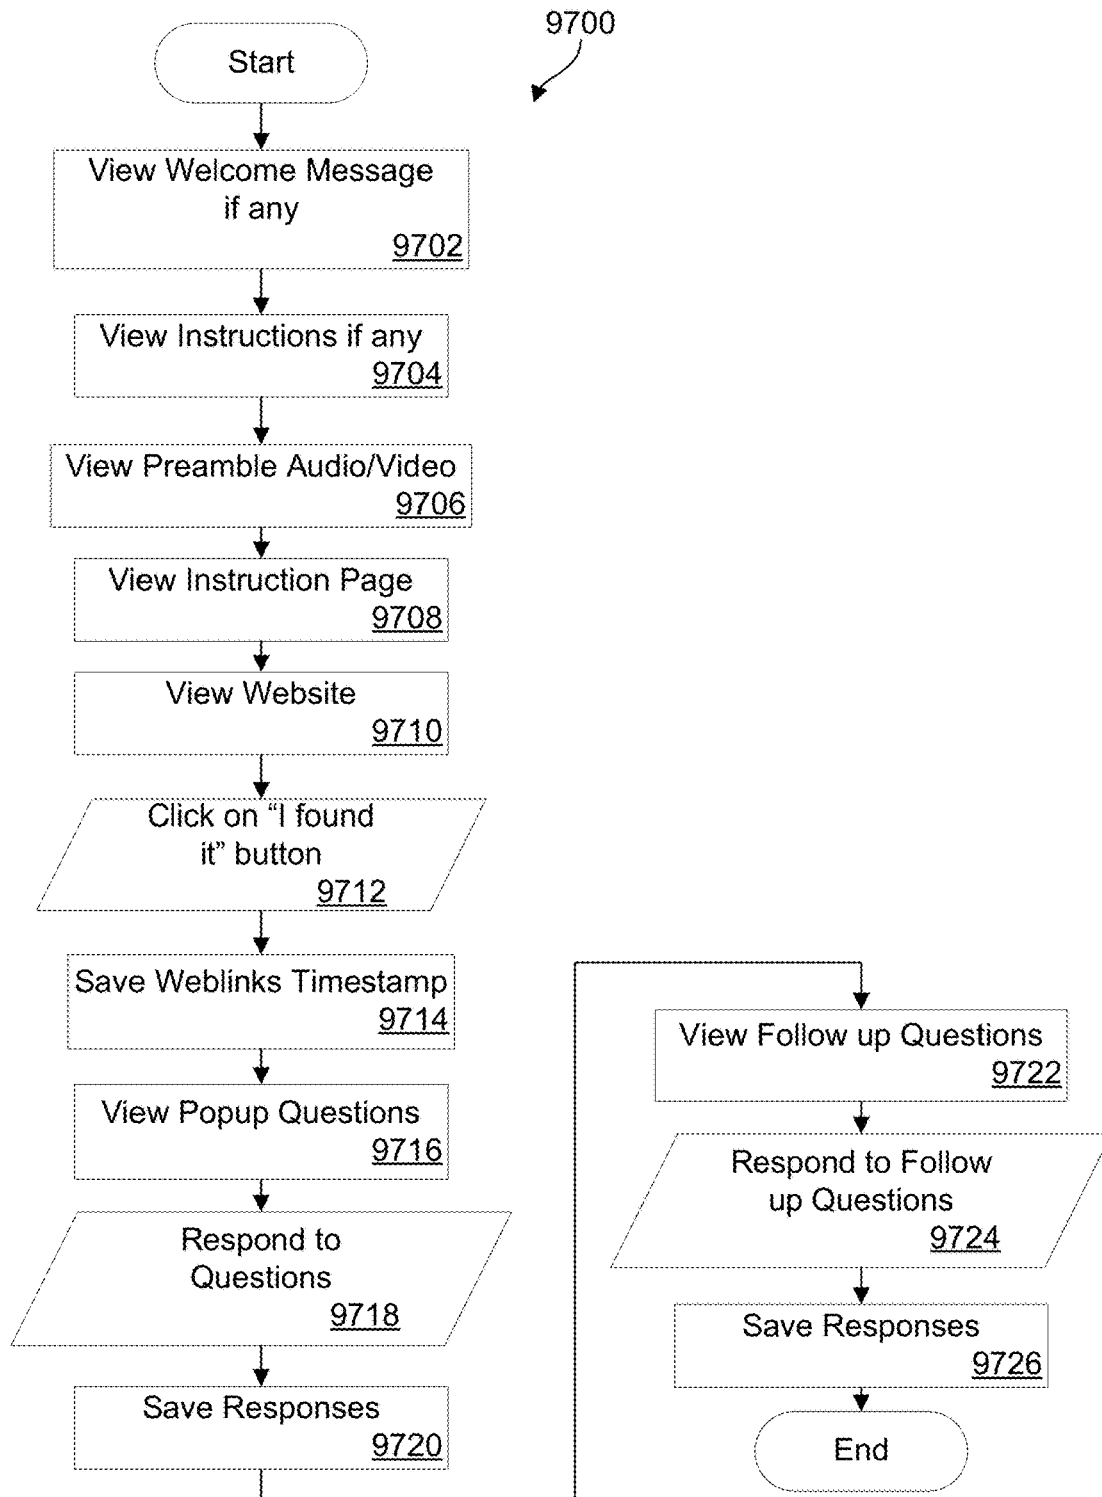 9700
Start
View Welcome Message
if any
9702
View Instructions if any
9704
View Preamble Audio/Video
9706
View Instruction Page
9708
View Website
9710
Click on “I found
it” button
9712
Save Weblinks Timestamp
9714
View Popup Questions
9716
Respond to
Questions
9718
Save Responses
9720
View Follow up Questions
9722
Respond to Follow
up Questions
9724
Save Responses
9726
End